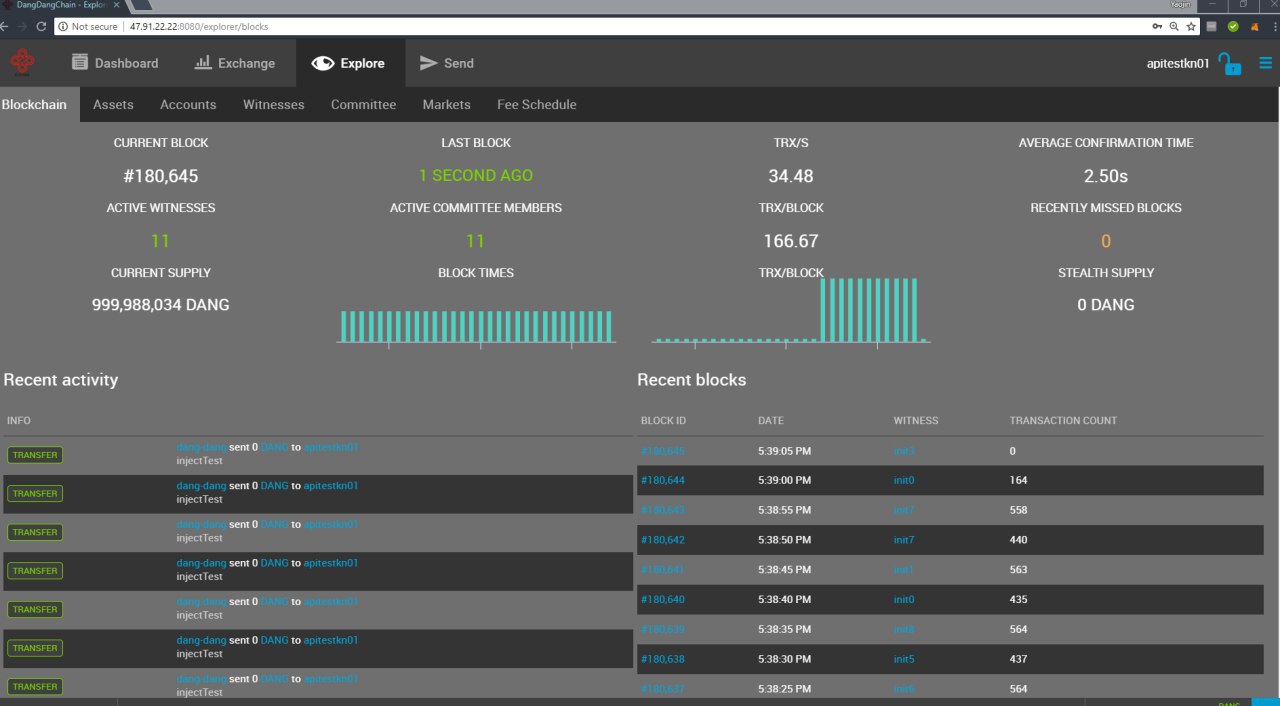 DangDangChain - Explor
Yaojin
Not secure 47.91.22.22:8080/explorer/blocks
Dashboard Exchange Explore Send apitestkn01
Blockchain Assets Accounts Witnesses Committee Markets Fee Schedule
CURRENT BLOCK LAST BLOCK TRX/S AVERAGE CONFIRMATION TIME
#180,645 1 SECOND AGO 34.48 2.50s
ACTIVE WITNESSES ACTIVE COMMITTEE MEMBERS TRX/BLOCK RECENTLY MISSED BLOCKS
11 11 166.67 0
CURRENT SUPPLY BLOCK TIMES TRX/BLOCK STEALTH SUPPLY
999,988,034 DANG 0 DANG
Recent activity
INFO
TRANSFER dang-dang sent 0 DANG to apitestkn01
injectTest
TRANSFER dang-dang sent 0 DANG to apitestkn01
injectTest
TRANSFER dang-dang sent 0 DANG to apitestkn01
injectTest
TRANSFER dang-dang sent 0 DANG to apitestkn01
injectTest
TRANSFER dang-dang sent 0 DANG to apitestkn01
injectTest
TRANSFER dang-dang sent 0 DANG to apitestkn01
injectTest
TRANSFER dang-dang sent 0 DANG to apitestkn01
injectTest
Recent blocks
BLOCK ID DATE WITNESS TRANSACTION COUNT
#180,645 5:39:05 PM init3 0
#180,644 5:39:00 PM init0 164
#180,643 5:38:55 PM init7 558
#180,642 5:38:50 PM init7 440
#180,641 5:38:45 PM init1 563
#180,640 5:38:40 PM init0 435
#180,639 5:38:35 PM init8 564
#180,638 5:38:30 PM init5 437
#180,637 5:38:25 PM init6 564
DANG